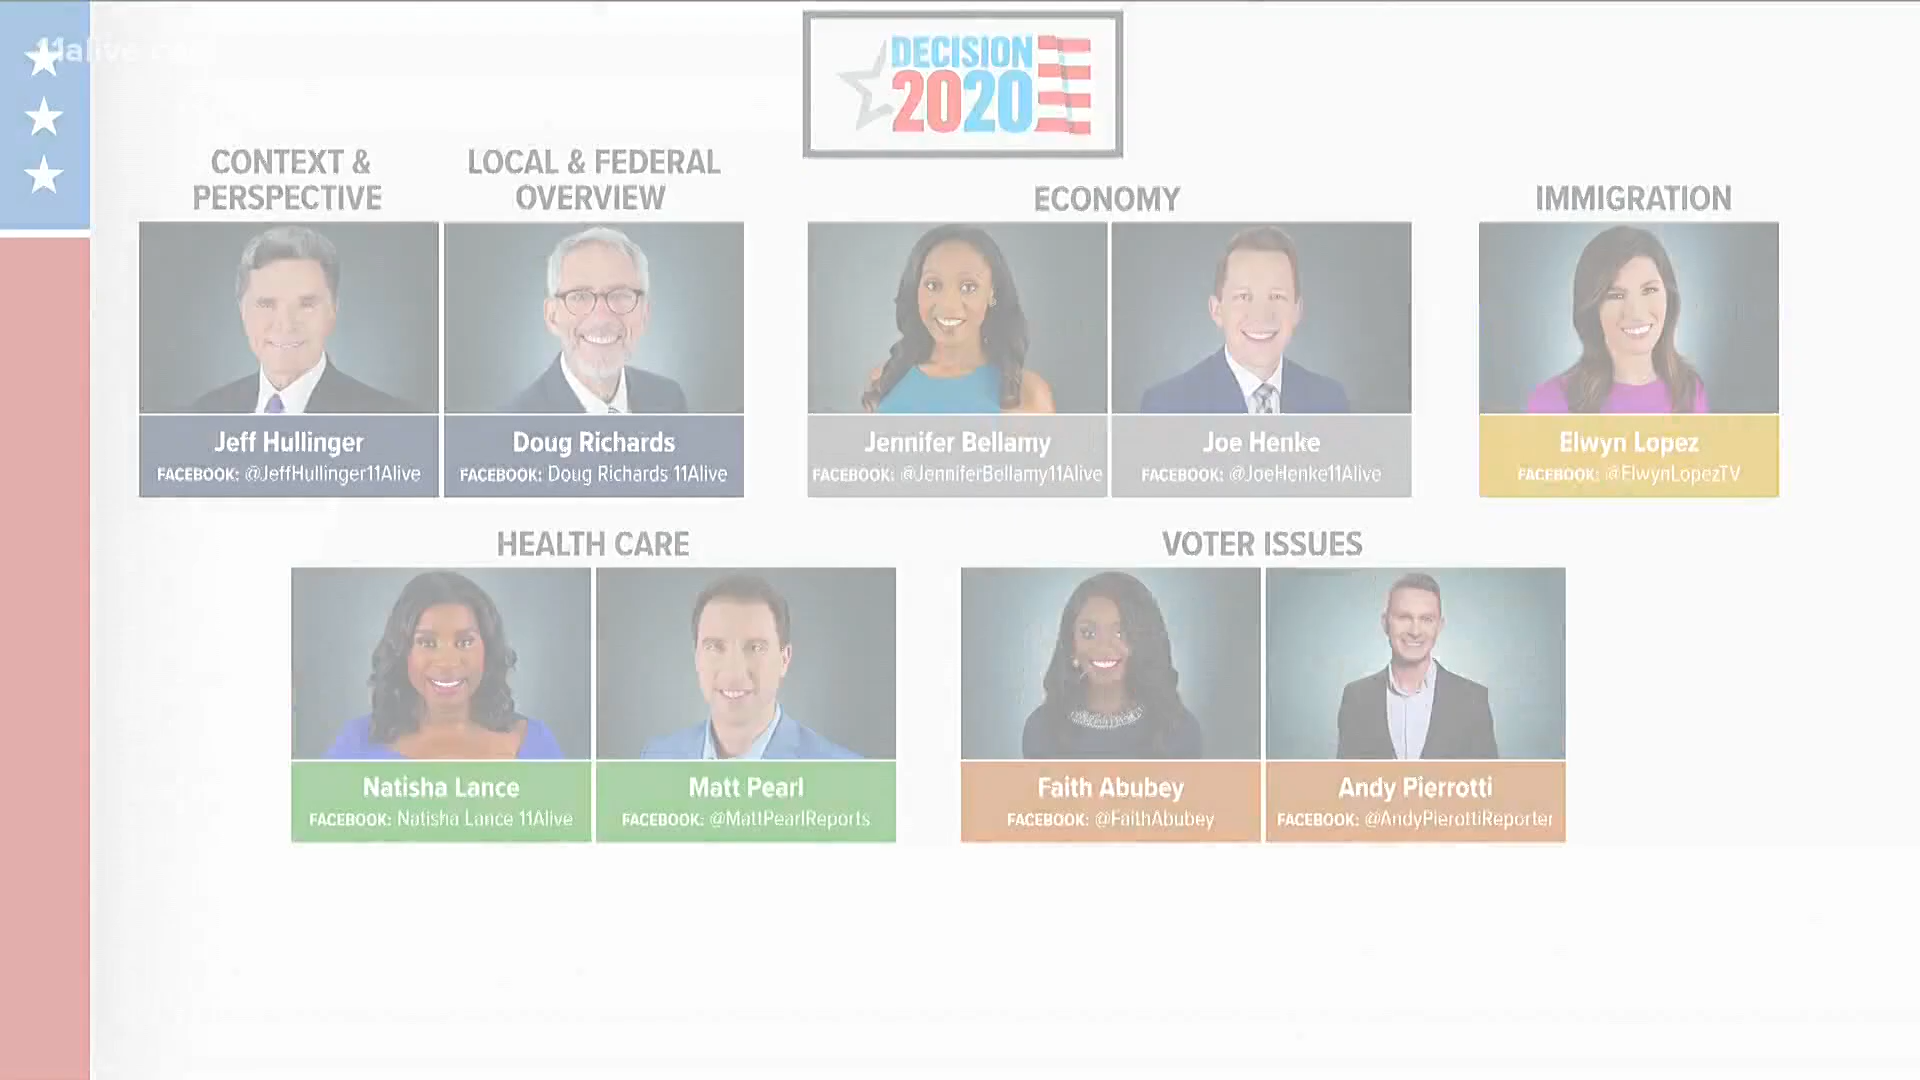 11alive
DECISION
2020
CONTEXT &
PERSPECTIVE
LOCAL & FEDERAL
OVERVIEW
ECONOMY
IMMIGRATION
Jeff Hullinger
FACEBOOK: @JeffHullinger11Alive
Doug Richards
FACEBOOK: Doug Richards 11Alive
Jennifer Bellamy
FACEBOOK: @JenniferBellamy11Alive
Joe Henke
FACEBOOK: @JoeHenke11Alive
Elwyn Lopez
FACEBOOK: @ElwynLopezTV
HEALTH CARE
VOTER ISSUES
Natisha Lance
FACEBOOK: Natisha Lance 11Alive
Matt Pearl
FACEBOOK: @MattPearlReports
Faith Abubey
FACEBOOK: @FaithAbubey
Andy Pierrotti
FACEBOOK: @AndyPierottiReporter